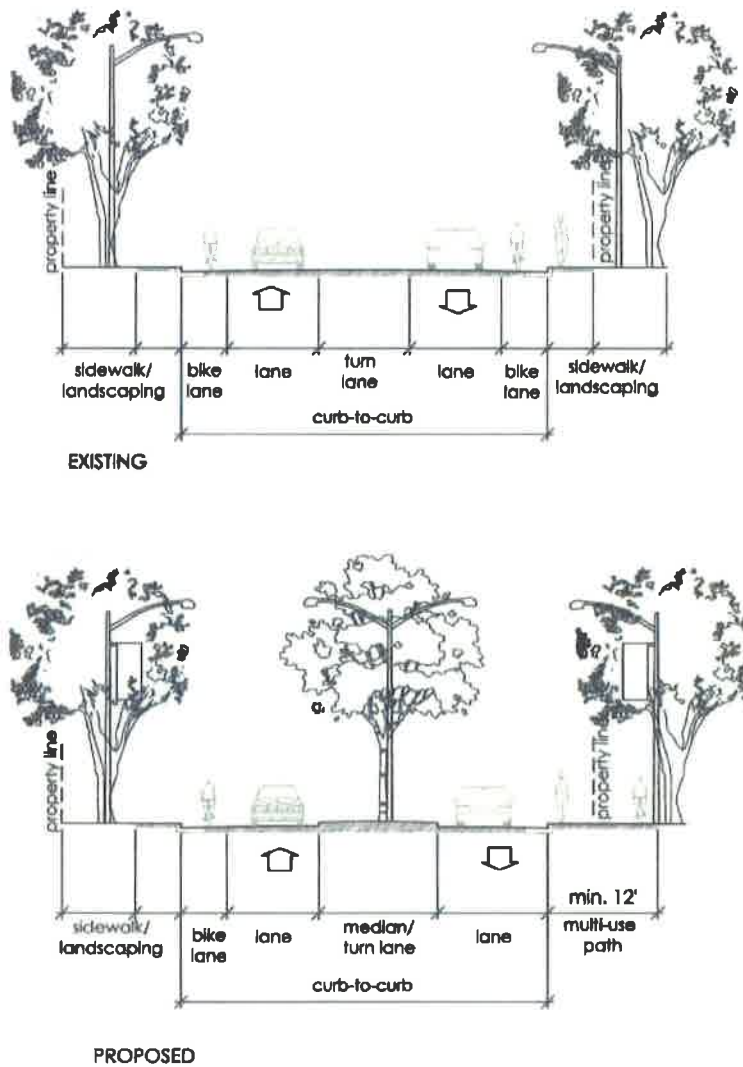 property line
property line
sidewalk/
landscaping
bike
lane
lane
turn
lane
lane
bike
lane
sidewalk/
landscaping
curb-to-curb
EXISTING
g.
property line
property line
min. 12'
sidewalk/
landscaping
bike
lane
lane
median/
turn lane
lane
multi-use
path
curb-to-curb
PROPOSED